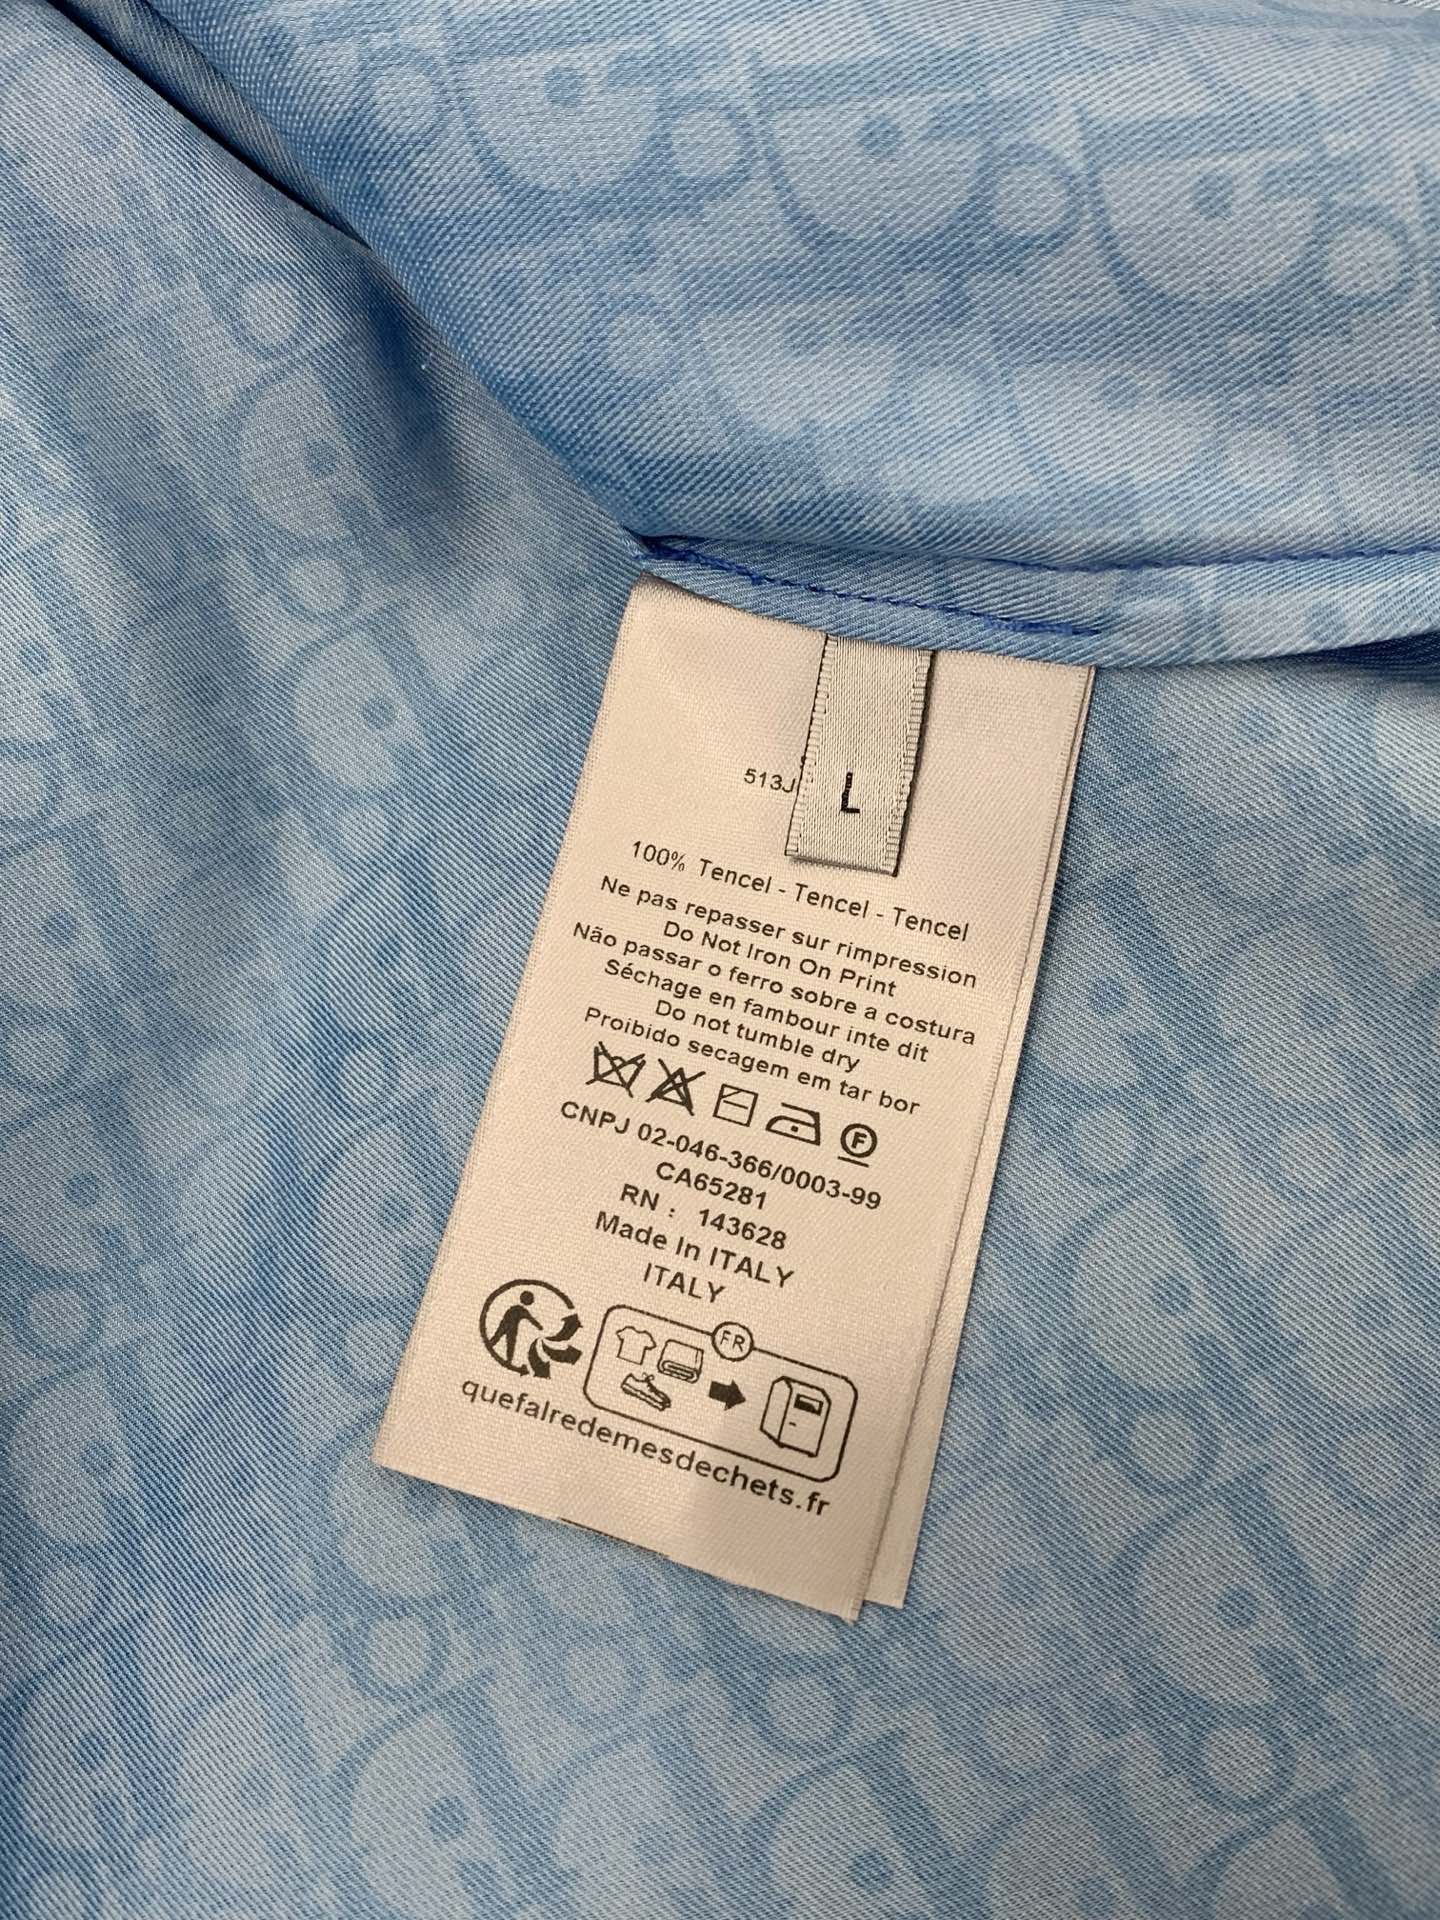 513J
L
100% Tencel - Tencel - Tencel
Ne pas repasser sur rimpression
Do Not Iron On Print
Não passar o ferro sobre a costura
Séchage en fambour inte dit
Do not tumble dry
Proibido secagem em tar bor
F
CNPJ 02-046-366/0003-99
CA65281
RN : 143628
Made In ITALY
ITALY
FR
quefalredemesdechets.fr